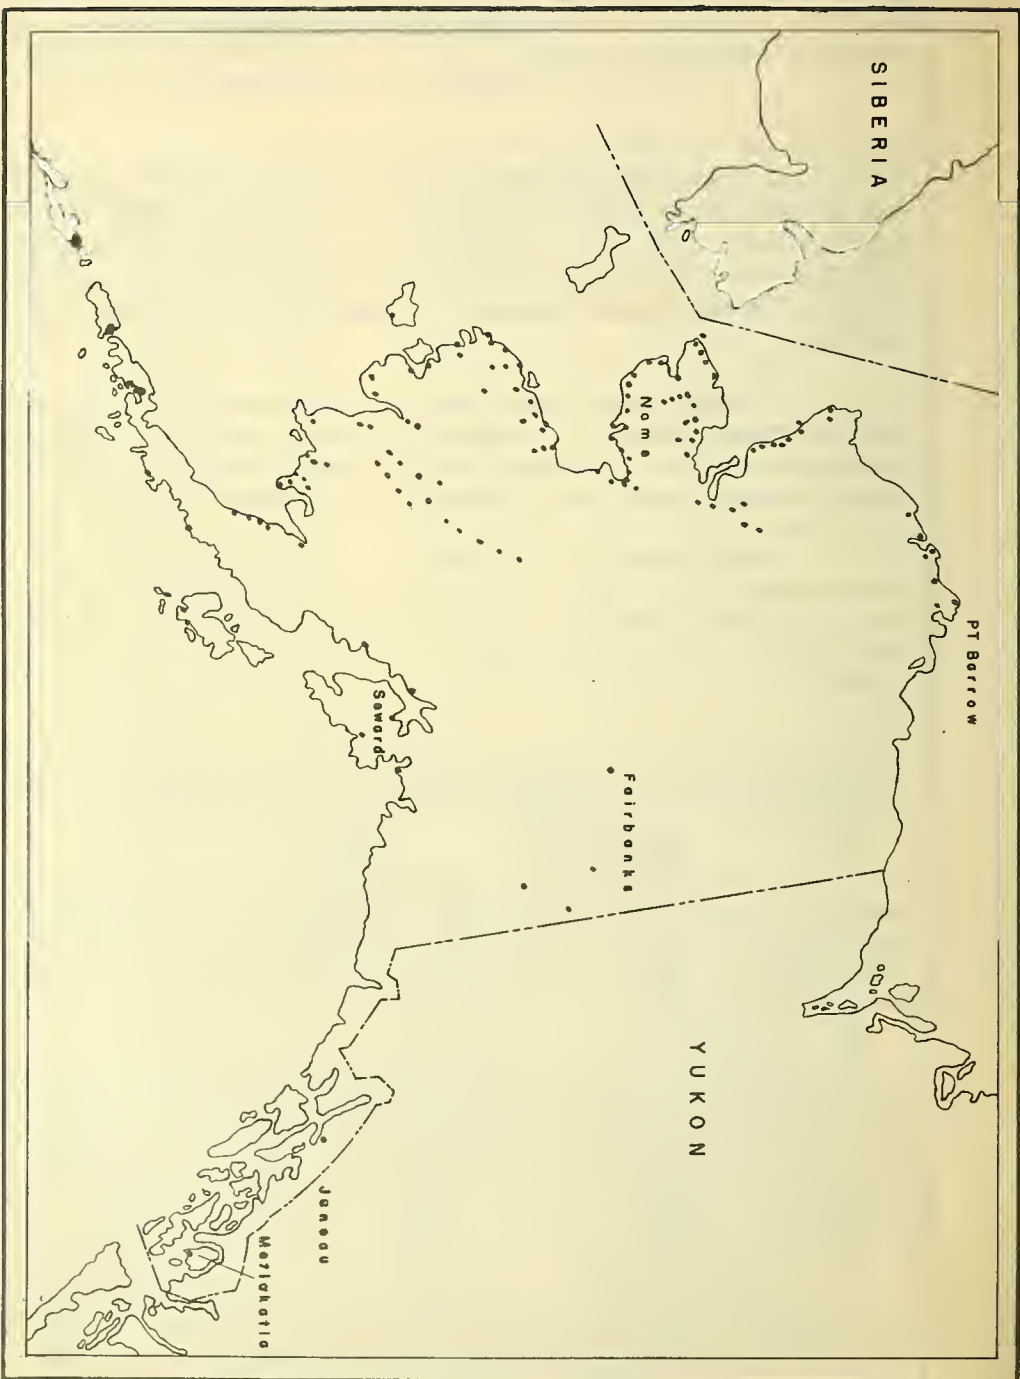 SIBERIA
PT Barrow
Nome
Fairbanks
YUKON
Seward
Juneau
Metlakatla